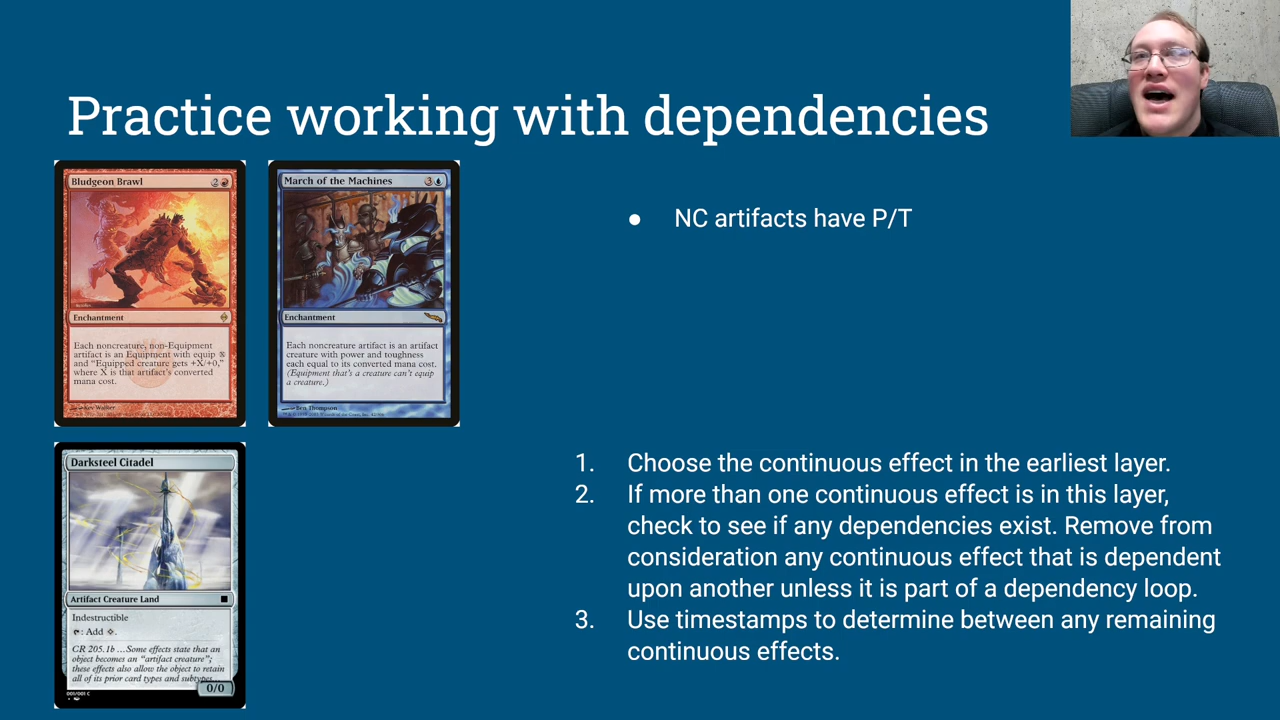 Practice working with dependencies
Bludgeon Brawl 2
Enchantment
Each noncreature, non-Equipment
artifact is an Equipment with equip X
and "Equipped creature gets +X/+0,"
where X is that artifact's converted
mana cost.
Kev Walker
March of the Machines 3
Enchantment
Each noncreature artifact is an artifact
creature with power and toughness
each equal to its converted mana cost.
(Equipment that's a creature can't equip
a creature.)
Ben Thompson
● NC artifacts have P/T
Darksteel Citadel
Artifact Creature Land
Indestructible
: Add .
CR 205.1b ...Some effects state that an
object becomes an "artifact creature";
these effects also allow the object to retain
all of its prior card types and subtypes...
001/001 C
0/0
1. Choose the continuous effect in the earliest layer.
2. If more than one continuous effect is in this layer,
check to see if any dependencies exist. Remove from
consideration any continuous effect that is dependent
upon another unless it is part of a dependency loop.
3. Use timestamps to determine between any remaining
continuous effects.